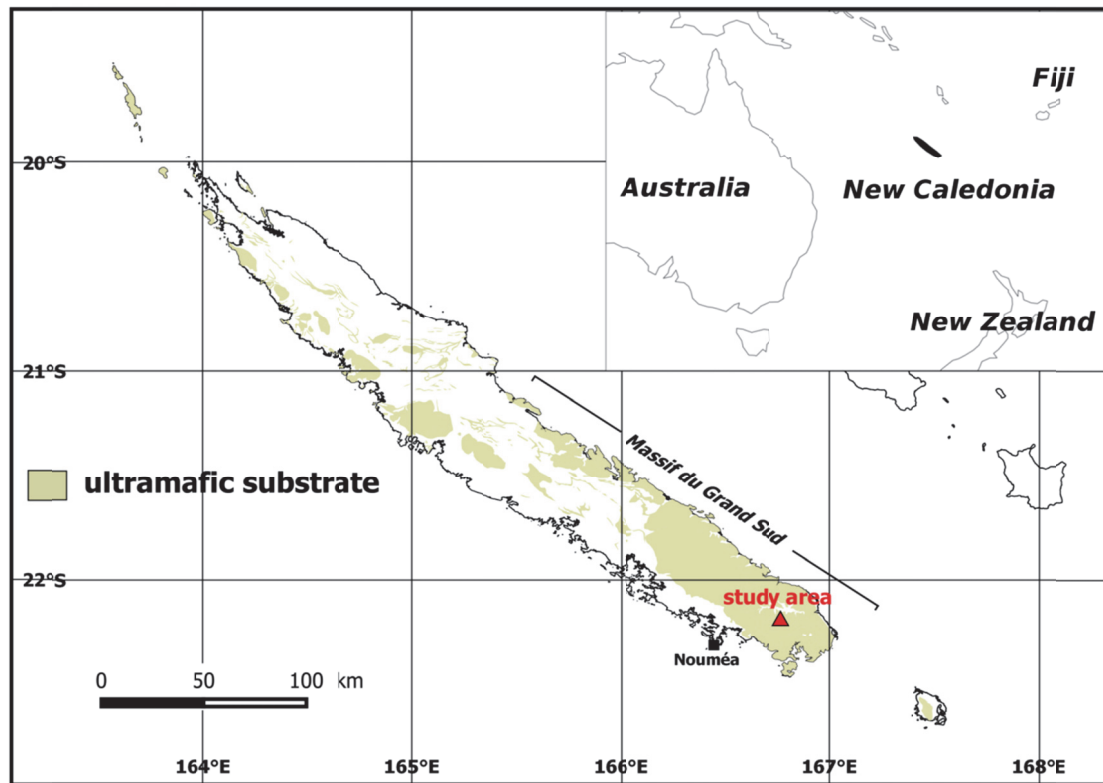 Fiji
20°S
Australia
New Caledonia
New Zealand
21°S
Massif du Grand Sud
ultramafic substrate
22°S
study area
Nouméa
0 50 100 km
164°E 165°E 166°E 167°E 168°E